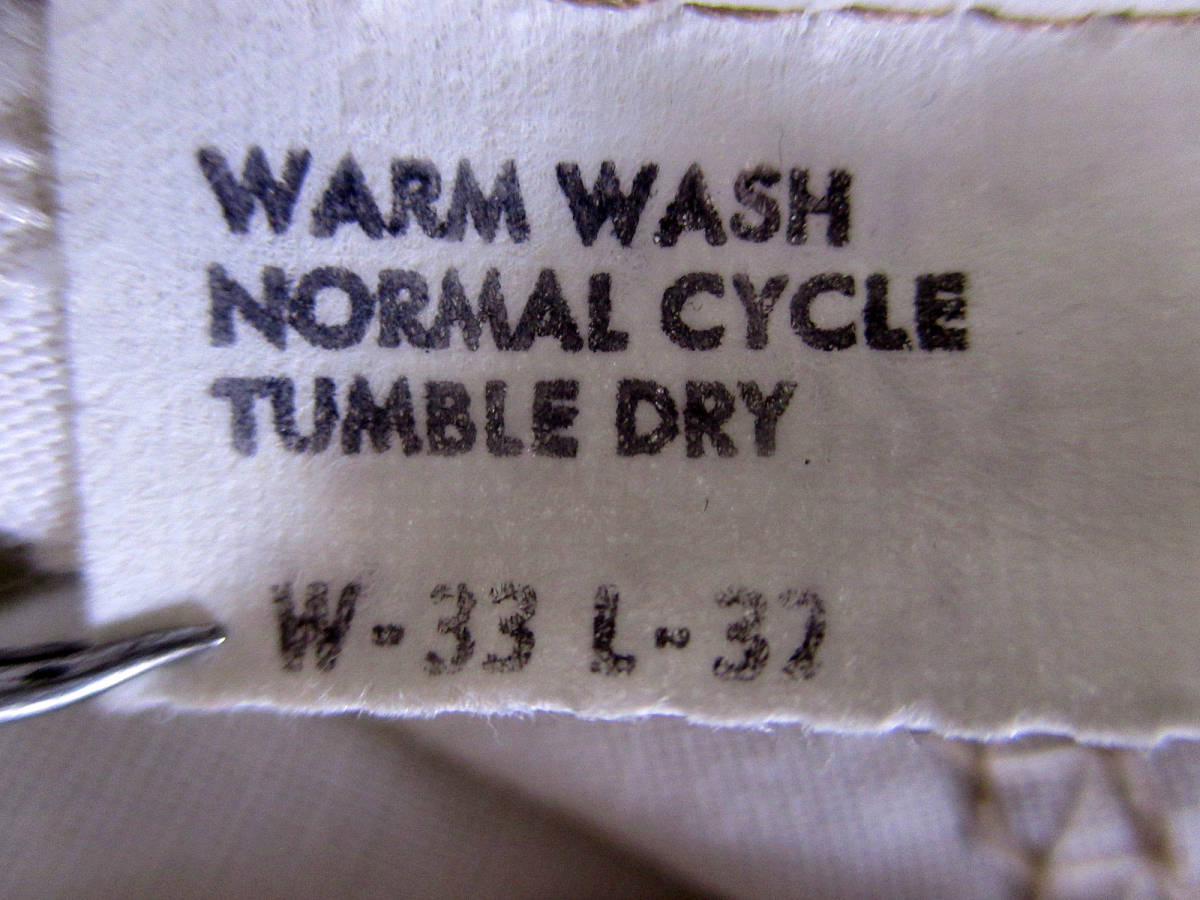 WARM WASH
NORMAL CYCLE
TUMBLE DRY
W-33 L-32